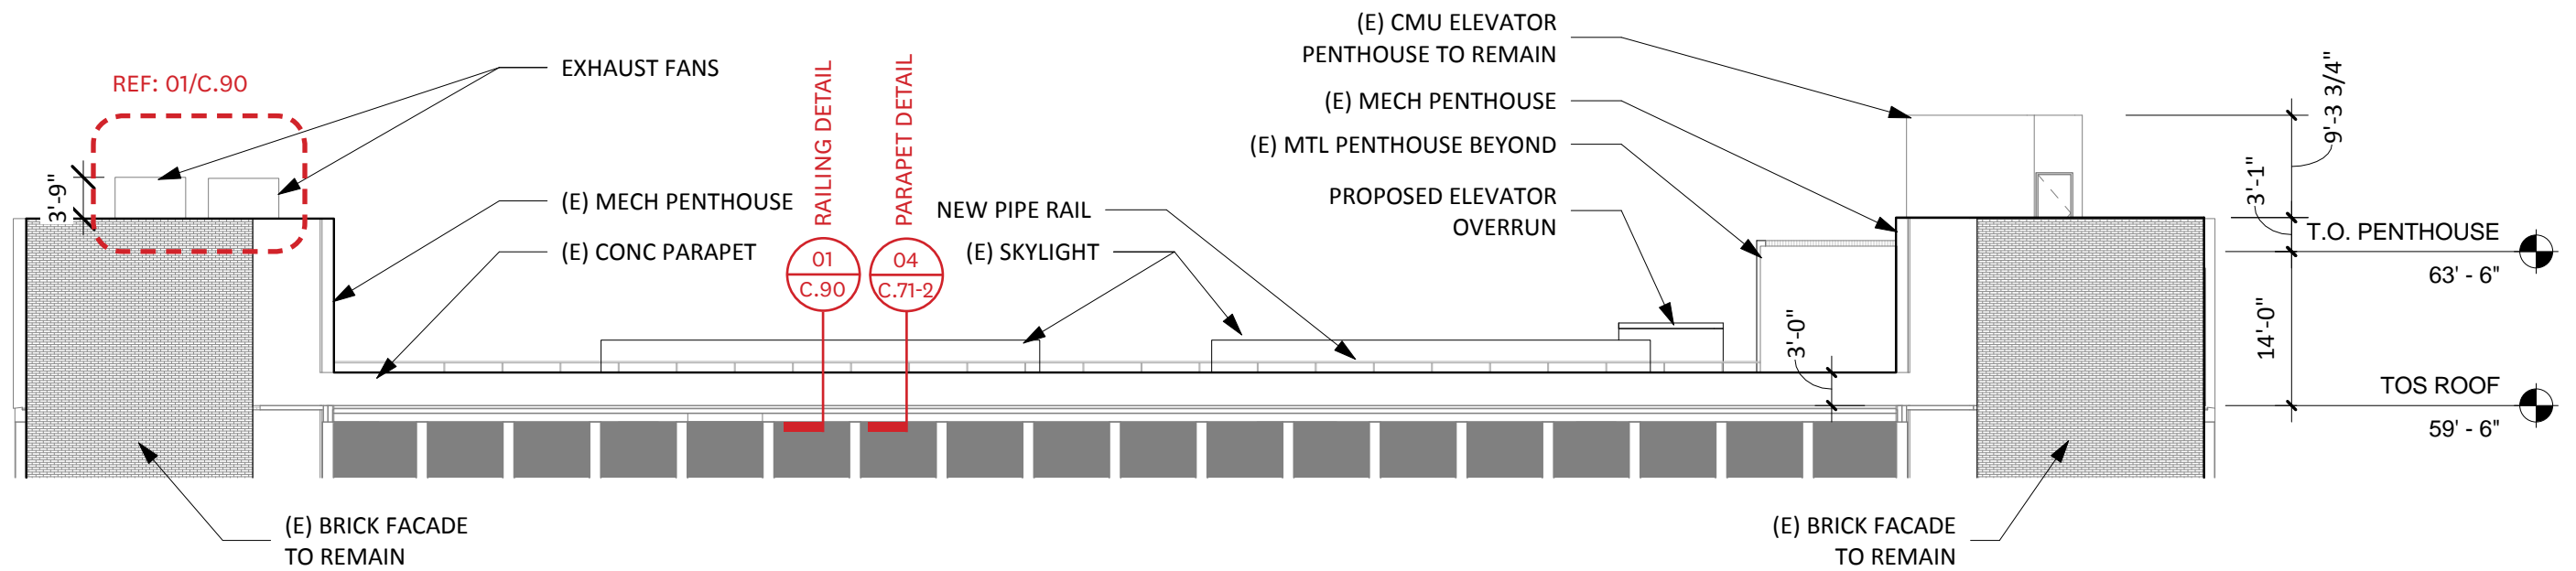 REF: 01/C.90
EXHAUST FANS
3'-9"
(E) MECH PENTHOUSE
(E) CONC PARAPET
(E) BRICK FACADE
TO REMAIN
RAILING DETAIL
01
C.90
PARAPET DETAIL
04
C.71-2
NEW PIPE RAIL
(E) SKYLIGHT
(E) CMU ELEVATOR
PENTHOUSE TO REMAIN
(E) MECH PENTHOUSE
(E) MTL PENTHOUSE BEYOND
PROPOSED ELEVATOR
OVERRUN
3'-0"
(E) BRICK FACADE
TO REMAIN
9'-3 3/4"
3'-1"
14'-0"
T.O. PENTHOUSE
63' - 6"
TOS ROOF
59' - 6"